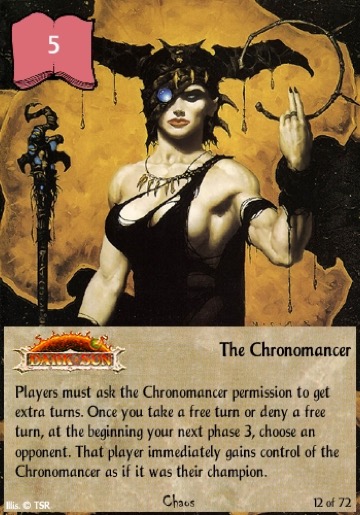 5
DARK SUN
The Chronomancer
Players must ask the Chronomancer permission to get
extra turns. Once you take a free turn or deny a free
turn, at the beginning your next phase 3, choose an
opponent. That player immediately gains control of the
Chronomancer as if it was their champion.
Illis. © TSR
Chaos
12 of 72